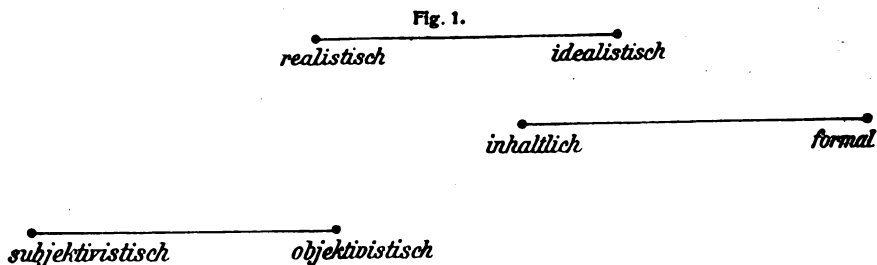 Fig. 1.
realistisch idealistisch
inhaltlich formal
subjektivistisch objektivistisch